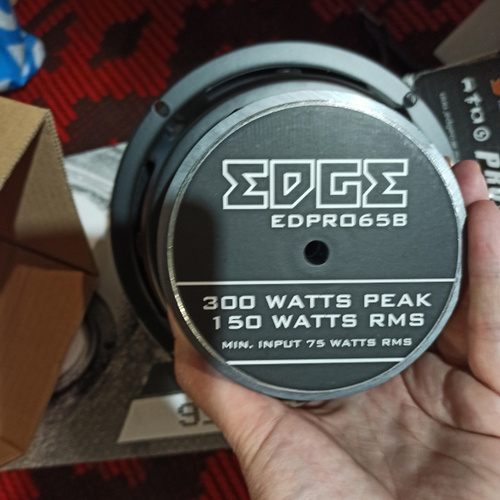 EDGE
EDPRO65B
300 WATTS PEAK
150 WATTS RMS
MIN. INPUT 75 WATTS RMS